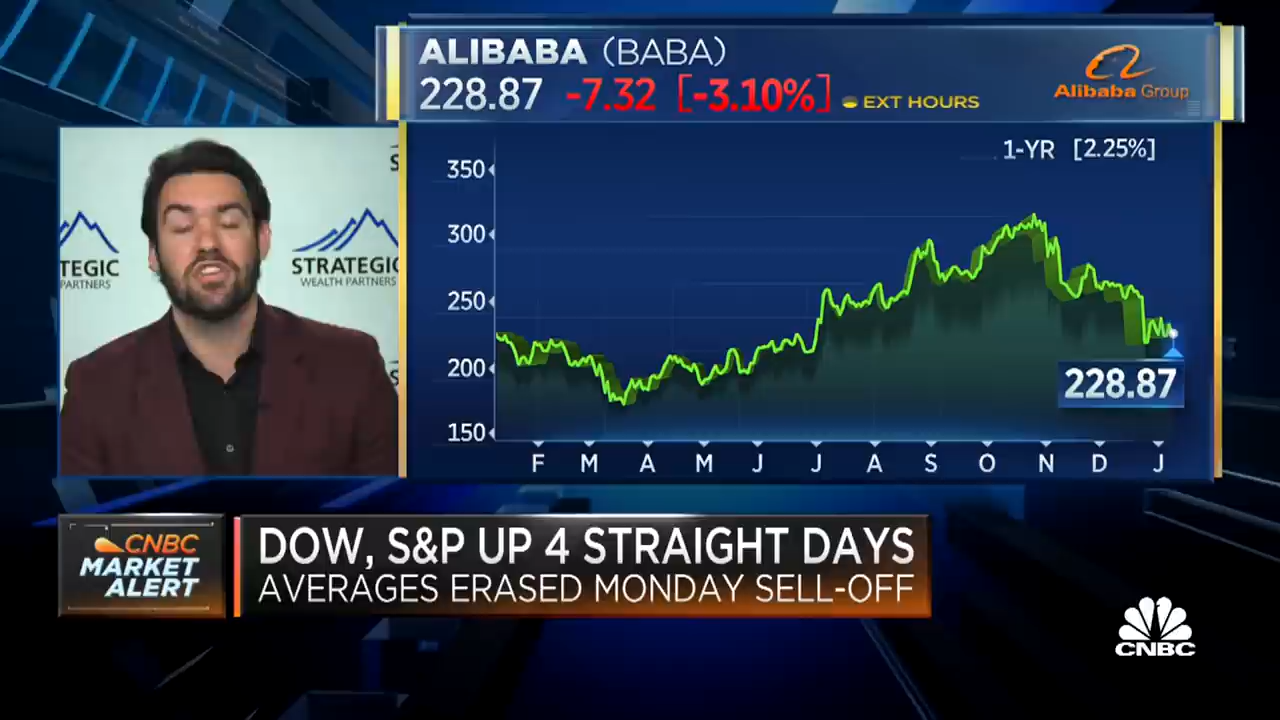 ALIBABA (BABA)
228.87 -7.32 [-3.10%] EXT HOURS
Alibaba Group
1-YR [2.25%]
350
300
250
200
150
228.87
F M A M J J A S O N D J
S
TEGIC
PARTNERS
STRATEGIC
WEALTH PARTNERS
S
CNBC
MARKET
ALERT
DOW, S&P UP 4 STRAIGHT DAYS
AVERAGES ERASED MONDAY SELL-OFF
CNBC